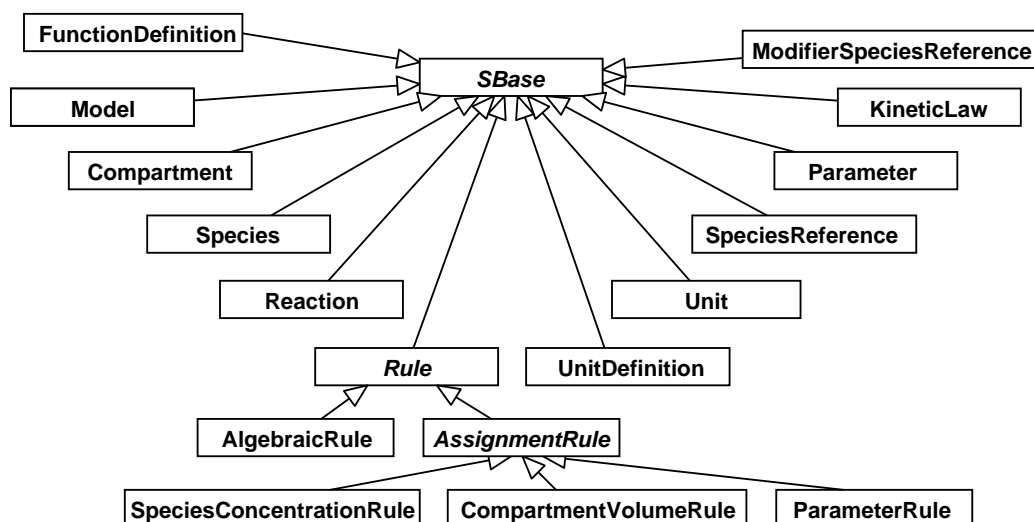 FunctionDefinition
SBase
ModifierSpeciesReference
Model
KineticLaw
Compartment
Parameter
Species
SpeciesReference
Reaction
Unit
Rule
UnitDefinition
AlgebraicRule
AssignmentRule
SpeciesConcentrationRule
CompartmentVolumeRule
ParameterRule